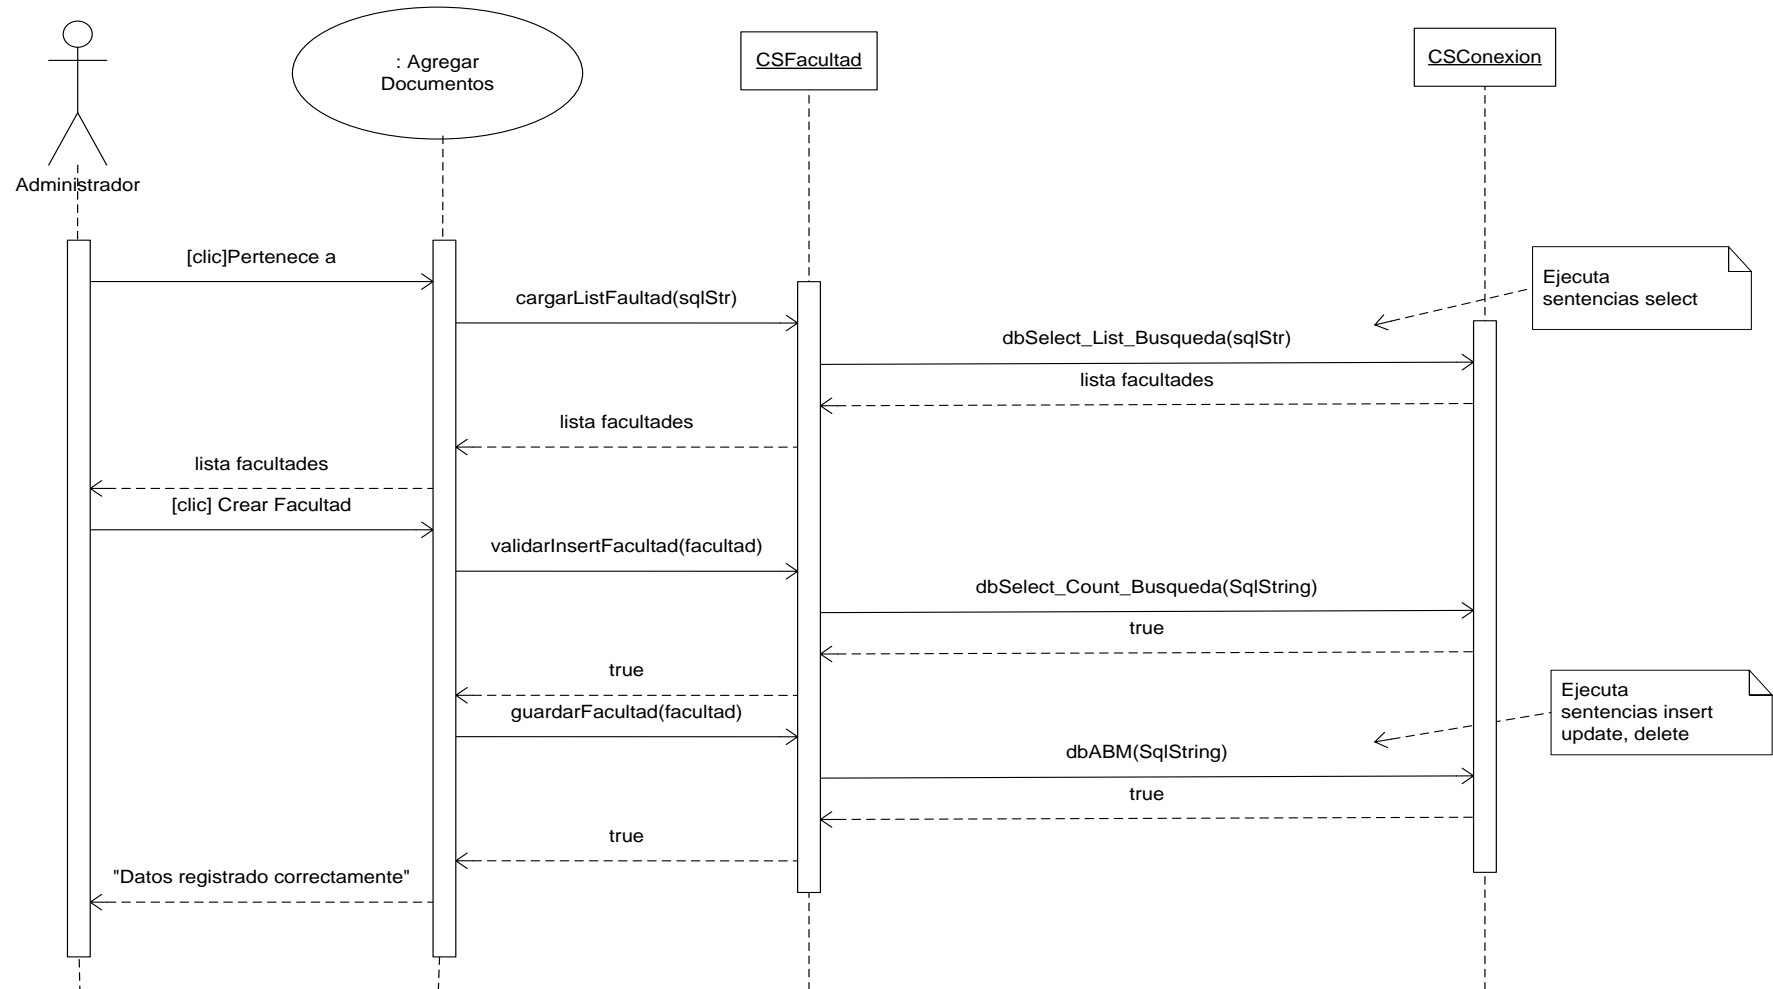 : Agregar
Documentos
CSFacultad
CSConexion
Administrador
[clic]Pertenece a
Ejecuta
sentencias select
cargarListFaultad(sqlStr)
dbSelect_List_Busqueda(sqlStr)
lista facultades
lista facultades
lista facultades
[clic] Crear Facultad
validarInsertFacultad(facultad)
dbSelect_Count_Busqueda(SqlString)
true
true
Ejecuta
sentencias insert
update, delete
guardarFacultad(facultad)
dbABM(SqlString)
true
true
"Datos registrado correctamente"